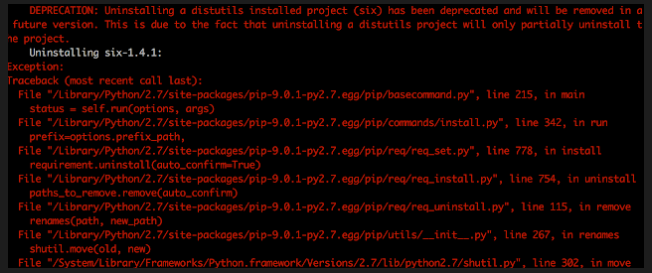 DEPRECATION: Uninstalling a distutils installed project (six) has been deprecated and will be removed in a
future version. This is due to the fact that uninstalling a distutils project will only partially uninstall t
he project.
Uninstalling six-1.4.1:
Exception:
Traceback (most recent call last):
File "/Library/Python/2.7/site-packages/pip-9.0.1-py2.7.egg/pip/basecommand.py", line 215, in main
status = self.run(options, args)
File "/Library/Python/2.7/site-packages/pip-9.0.1-py2.7.egg/pip/commands/install.py", line 342, in run
prefix=options.prefix_path,
File "/Library/Python/2.7/site-packages/pip-9.0.1-py2.7.egg/pip/req/req_set.py", line 778, in install
requirement.uninstall(auto_confirm=True)
File "/Library/Python/2.7/site-packages/pip-9.0.1-py2.7.egg/pip/req/req_install.py", line 754, in uninstall
paths_to_remove.remove(auto_confirm)
File "/Library/Python/2.7/site-packages/pip-9.0.1-py2.7.egg/pip/req/req_uninstall.py", line 115, in remove
renames(path, new_path)
File "/Library/Python/2.7/site-packages/pip-9.0.1-py2.7.egg/pip/utils/__init__.py", line 267, in renames
shutil.move(old, new)
File "/System/Library/Frameworks/Python.framework/Versions/2.7/lib/python2.7/shutil.py", line 302, in move